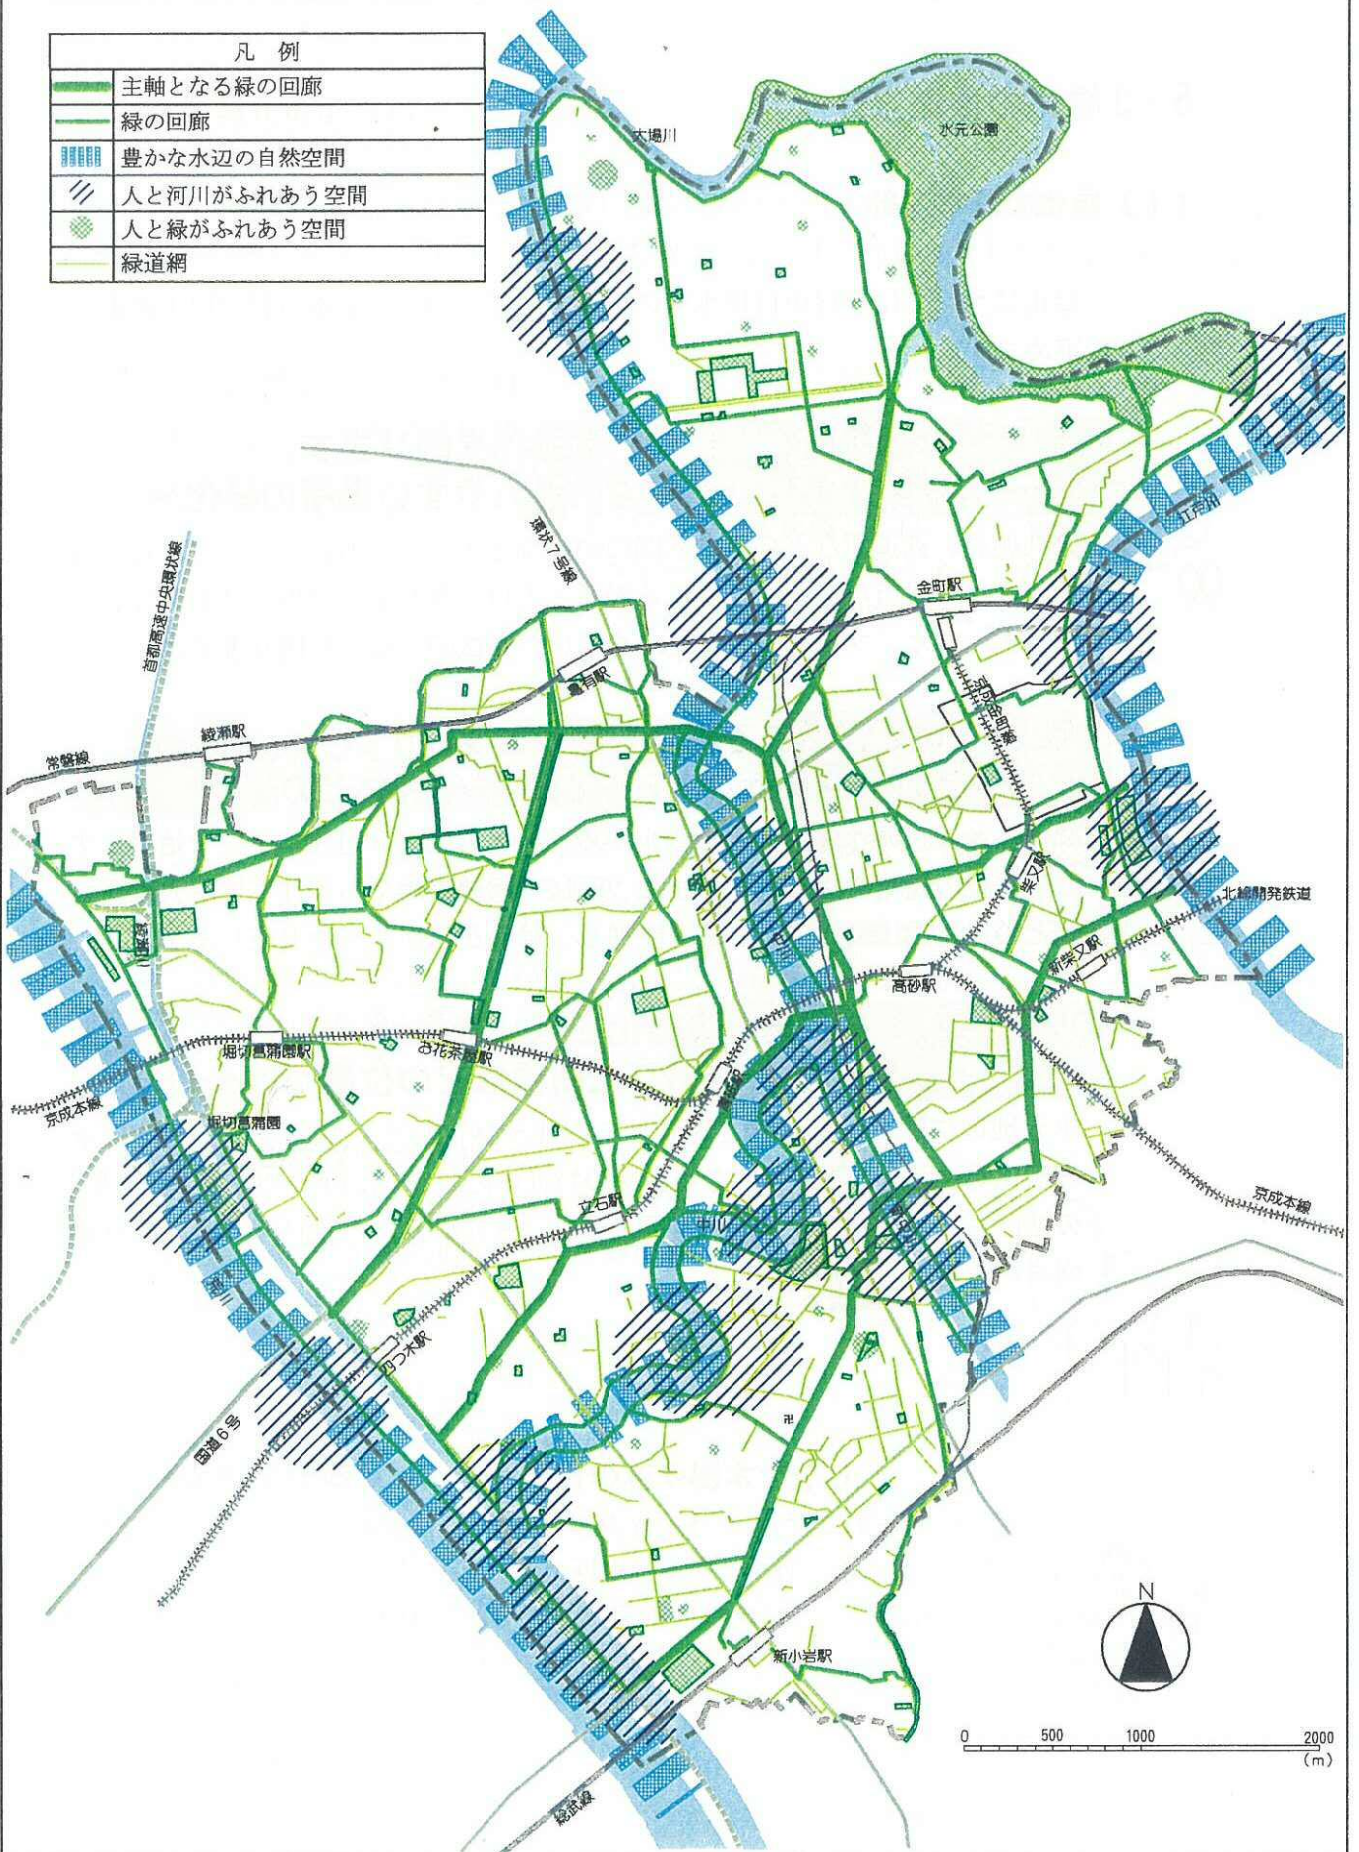 凡 例
主軸となる緑の回廊
緑の回廊
豊かな水辺の自然空間
人と河川がふれあう空間
人と緑がふれあう空間
緑道網
大場川
水元公園
江戸川
環状7号線
首都高速中央環状線
金町駅
亀有駅
京成金町線
綾瀬駅
常磐線
柴又駅
北総開発鉄道
新柴又駅
高砂駅
堀切菖蒲園駅
お花茶屋駅
京成本線
堀切菖蒲園
立石駅
中川
京成本線
四つ木駅
国道6号
卍
新小岩駅
総武線
N
0 500 1000 2000
(m)